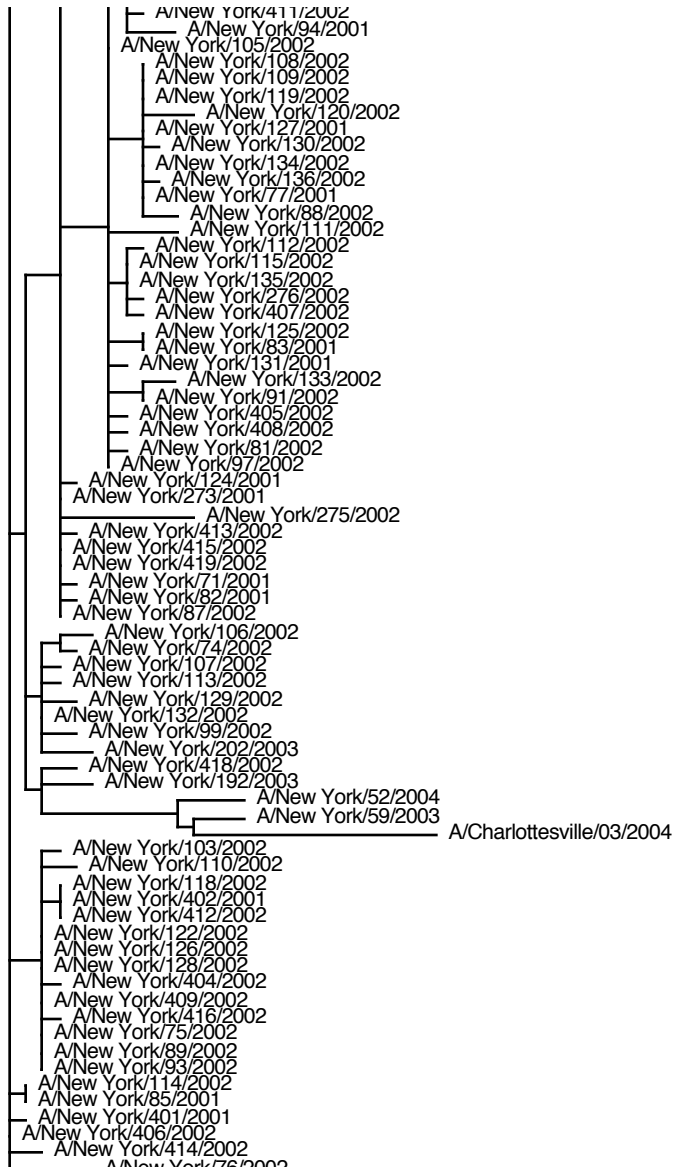 A/New York/411/2002
A/New York/94/2001
A/New York/105/2002
A/New York/108/2002
A/New York/109/2002
A/New York/119/2002
A/New York/120/2002
A/New York/127/2001
A/New York/130/2002
A/New York/134/2002
A/New York/136/2002
A/New York/77/2001
A/New York/88/2002
A/New York/111/2002
A/New York/112/2002
A/New York/115/2002
A/New York/135/2002
A/New York/276/2002
A/New York/407/2002
A/New York/125/2002
A/New York/83/2001
A/New York/131/2001
A/New York/133/2002
A/New York/91/2002
A/New York/405/2002
A/New York/408/2002
A/New York/81/2002
A/New York/97/2002
A/New York/124/2001
A/New York/273/2001
A/New York/275/2002
A/New York/413/2002
A/New York/415/2002
A/New York/419/2002
A/New York/71/2001
A/New York/82/2001
A/New York/87/2002
A/New York/106/2002
A/New York/74/2002
A/New York/107/2002
A/New York/113/2002
A/New York/129/2002
A/New York/132/2002
A/New York/99/2002
A/New York/202/2003
A/New York/418/2002
A/New York/192/2003
A/New York/52/2004
A/New York/59/2003
A/Charlottesville/03/2004
A/New York/103/2002
A/New York/110/2002
A/New York/118/2002
A/New York/402/2001
A/New York/412/2002
A/New York/122/2002
A/New York/126/2002
A/New York/128/2002
A/New York/404/2002
A/New York/409/2002
A/New York/416/2002
A/New York/75/2002
A/New York/89/2002
A/New York/93/2002
A/New York/114/2002
A/New York/85/2001
A/New York/401/2001
A/New York/406/2002
A/New York/414/2002
A/New York/76/2002